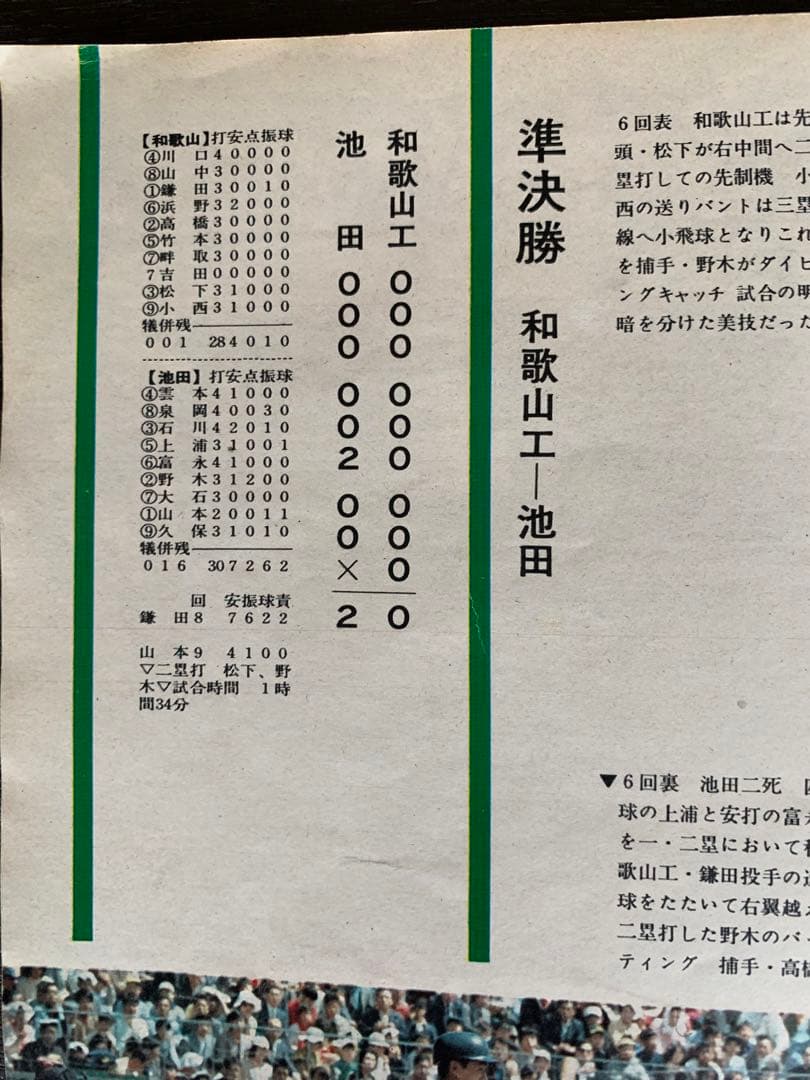 準決勝 和歌山工―池田
和歌山工 000 000 000 0
池田 000 002 00× 2
【和歌山】打安点振球
④川口40000
⑧山中30000
①鎌田30010
⑥浜野32000
②高橋30000
⑤竹本30000
⑦畔取30000
7吉田00000
③松下31000
⑨小西31000
犠併残
001 284010
【池田】打安点振球
④雲本41000
⑧泉岡40030
③石川42010
⑤上浦31001
⑥富永41000
②野木31200
⑦大石30000
①山本20011
⑨久保31010
犠併残
016 307262
回 安振球責
鎌田8 7622
山本9 4100
▽二塁打 松下、野
木▽試合時間 1時
間34分
6回表 和歌山工は先
頭・松下が右中間へ二
塁打しての先制機 小
西の送りバントは三塁
線へ小飛球となりこれ
を捕手・野木がダイビ
ングキャッチ 試合の明
暗を分けた美技だった
▼6回裏 池田二死
球の上浦と安打の富永
を一・二塁において和
歌山工・鎌田投手の
球をたたいて右翼越
二塁打した野木のバッ
ティング 捕手・高橋